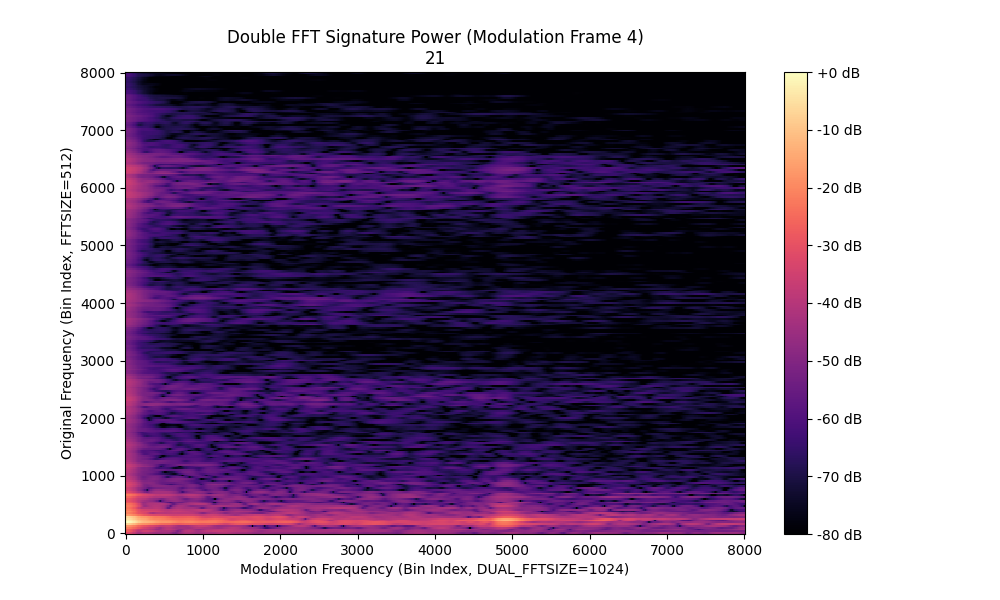 Double FFT Signature Power (Modulation Frame 4)
21
8000
7000
6000
5000
4000
3000
2000
1000
0
Original Frequency (Bin Index, FFTSIZE=512)
0 1000 2000 3000 4000 5000 6000 7000 8000
Modulation Frequency (Bin Index, DUAL_FFTSIZE=1024)
+0 dB
-10 dB
-20 dB
-30 dB
-40 dB
-50 dB
-60 dB
-70 dB
-80 dB